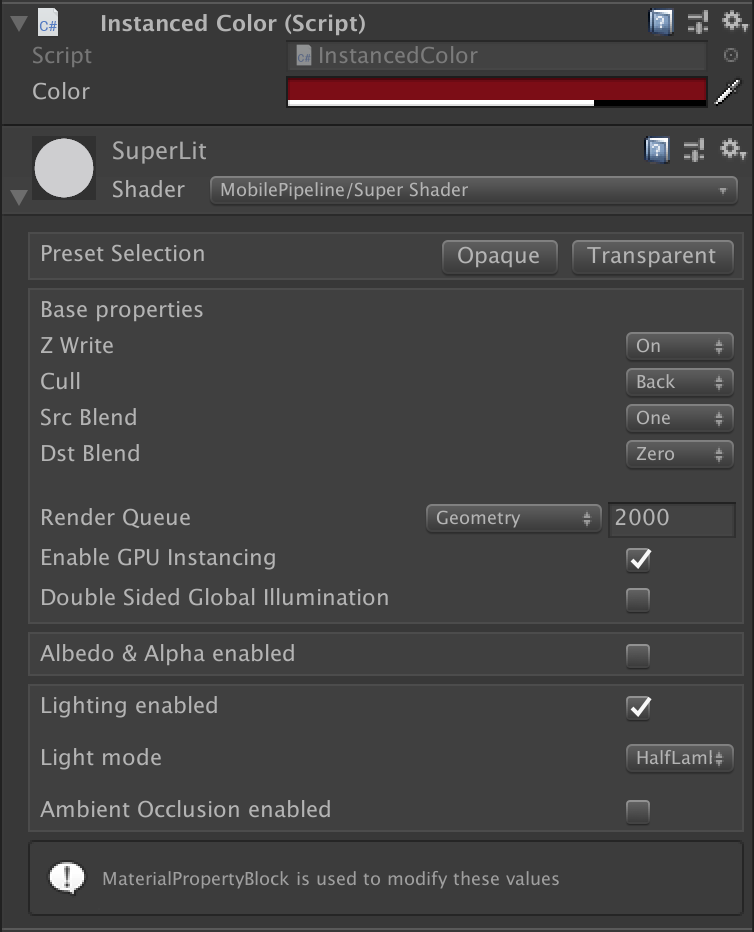 Instanced Color (Script)
Script InstancedColor
Color
SuperLit
Shader MobilePipeline/Super Shader
Preset Selection Opaque Transparent
Base properties
Z Write On
Cull Back
Src Blend One
Dst Blend Zero
Render Queue Geometry 2000
Enable GPU Instancing
Double Sided Global Illumination
Albedo & Alpha enabled
Lighting enabled
Light mode HalfLaml
Ambient Occlusion enabled
MaterialPropertyBlock is used to modify these values